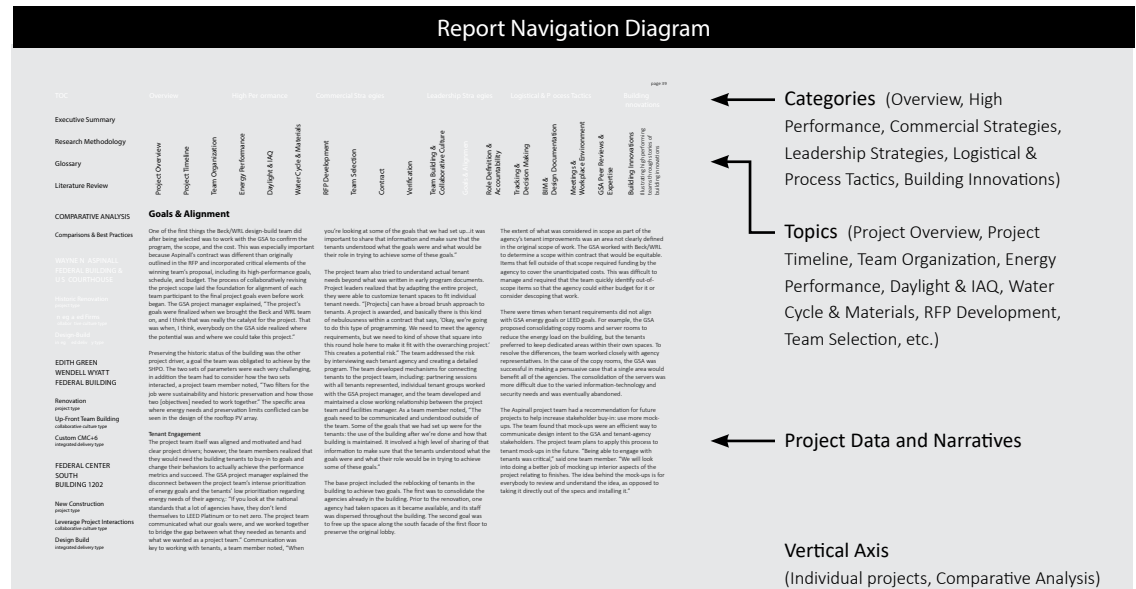 Report Navigation Diagram
page 59
TOC
Overview
High Performance
Commercial Strategies
Leadership Strategies
Logistical & Process Tactics
Building
Innovations
Executive Summary
Research Methodology
Glossary
Literature Review
COMPARATIVE ANALYSIS
Comparisons & Best Practices
WAYNE N. ASPINALL
FEDERAL BUILDING &
U.S. COURTHOUSE
Historic Renovation
Design-Build
EDITH GREEN
WENDELL WYATT
FEDERAL BUILDING
Renovation
project type
Up-Front Team Building
collaborative culture type
Custom CMC+6
integrated delivery type
FEDERAL CENTER
SOUTH
BUILDING 1202
New Construction
project type
Leverage Project Interactions
collaborative culture type
Design Build
integrated delivery type
Project Overview
Project Timeline
Team Organization
Energy Performance
Daylight & IAQ
Water Cycle & Materials
RFP Development
Team Selection
Contract
Verification
Team Building &
Collaborative Culture
Goals & Alignment
Role Definition &
Accountability
Tracking &
Decision Making
BIM &
Design Documentation
Meetings &
Workplace Environment
GSA Peer Reviews &
Expertise
Building Innovations
illustrating high performing
teams through stories of
building innovations
Goals & Alignment
One of the first things the Beck/WRL design-build team did
after being selected was to work with the GSA to confirm the
program, the scope, and the cost. This was especially important
because Aspinall's contract was different than originally
outlined in the RFP and incorporated critical elements of the
winning team's proposal, including its high-performance goals,
schedule, and budget. The process of collaboratively revising
the project scope laid the foundation for alignment of each
team participant to the final project goals even before work
began. The GSA project manager explained, "The project's
goals were finalized when we brought the Beck and WRL team
on, and I think that was really the catalyst for the project. That
was when, I think, everybody on the GSA side realized where
the potential was and where we could take this project."
Preserving the historic status of the building was the other
project driver, a goal the team was obligated to achieve by the
SHPO. The two sets of parameters were each very challenging,
in addition the team had to consider how the two sets
interacted, a project team member noted, "Two filters for the
job were sustainability and historic preservation and how those
two [objectives] needed to work together." The specific area
where energy needs and preservation limits conflicted can be
seen in the design of the rooftop PV array.
Tenant Engagement
The project team itself was aligned and motivated and had
clear project drivers; however, the team members realized that
they would need the building tenants to buy-in to goals and
change their behaviors to actually achieve the performance
metrics and succeed. The GSA project manager explained the
disconnect between the project team's intense prioritization
of energy goals and the tenants' low prioritization regarding
energy needs of their agency;: "If you look at the national
standards that a lot of agencies have, they don't lend
themselves to LEED Platinum or to net zero. The project team
communicated what our goals were, and we worked together
to bridge the gap between what they needed as tenants and
what we wanted as a project team." Communication was
key to working with tenants, a team member noted, "When
you're looking at some of the goals that we had set up...it was
important to share that information and make sure that the
tenants understood what the goals were and what would be
their role in trying to achieve some of these goals."
The project team also tried to understand actual tenant
needs beyond what was written in early program documents.
Project leaders realized that by adapting the entire project,
they were able to customize tenant spaces to fit individual
tenant needs. "[Projects] can have a broad brush approach to
tenants. A project is awarded, and basically there is this kind
of nebulousness within a contract that says, 'Okay, we're going
to do this type of programming. We need to meet the agency
requirements, but we need to kind of shove that square into
this round hole here to make it fit with the overarching project.'
This creates a potential risk." The team addressed the risk
by interviewing each tenant agency and creating a detailed
program. The team developed mechanisms for connecting
tenants to the project team, including: partnering sessions
with all tenants represented, individual tenant groups worked
with the GSA project manager, and the team developed and
maintained a close working relationship between the project
team and facilities manager. As a team member noted, "The
goals need to be communicated and understood outside of
the team. Some of the goals that we had set up were for the
tenants: the use of the building after we're done and how that
building is maintained. It involved a high level of sharing of that
information to make sure that the tenants understood what the
goals were and what their role would be in trying to achieve
some of these goals."
The base project included the reblocking of tenants in the
building to achieve two goals. The first was to consolidate the
agencies already in the building. Prior to the renovation, one
agency had taken spaces as it became available, and its staff
was dispersed throughout the building. The second goal was
to free up the space along the south facade of the first floor to
preserve the original lobby.
The extent of what was considered in scope as part of the
agency's tenant improvements was an area not clearly defined
in the original scope of work. The GSA worked with Beck/WRL
to determine a scope within contract that would be equitable.
Items that fell outside of that scope required funding by the
agency to cover the unanticipated costs. This was difficult to
manage and required that the team quickly identify out-of-
scope items so that the agency could either budget for it or
consider descoping that work.
There were times when tenant requirements did not align
with GSA energy goals or LEED goals. For example, the GSA
proposed consolidating copy rooms and server rooms to
reduce the energy load on the building, but the tenants
preferred to keep dedicated areas within their own spaces. To
resolve the differences, the team worked closely with agency
representatives. In the case of the copy rooms, the GSA was
successful in making a persuasive case that a single area would
benefit all of the agencies. The consolidation of the servers was
more difficult due to the varied information-technology and
security needs and was eventually abandoned.
The Aspinall project team had a recommendation for future
projects to help increase stakeholder buy-in: use more mock-
ups. The team found that mock-ups were an efficient way to
communicate design intent to the GSA and tenant-agency
stakeholders. The project team plans to apply this process to
tenant mock-ups in the future. "Being able to engage with
tenants was critical," said one team member. "We will look
into doing a better job of mocking up interior aspects of the
project relating to finishes. The idea behind the mock-ups is for
everybody to review and understand the idea, as opposed to
taking it directly out of the specs and installing it."
Categories (Overview, High
Performance, Commercial Strategies,
Leadership Strategies, Logistical &
Process Tactics, Building Innovations)
Topics (Project Overview, Project
Timeline, Team Organization, Energy
Performance, Daylight & IAQ, Water
Cycle & Materials, RFP Development,
Team Selection, etc.)
Project Data and Narratives
Vertical Axis
(Individual projects, Comparative Analysis)